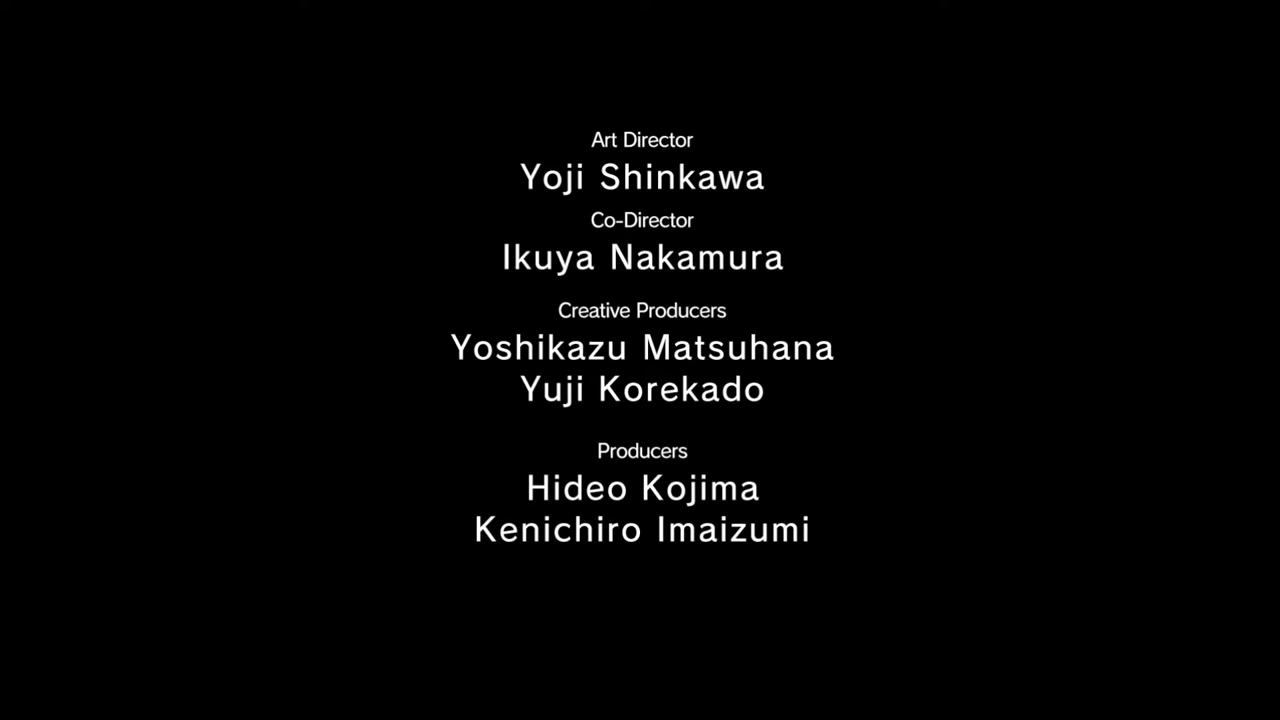 Art Director
Yoji Shinkawa
Co-Director
Ikuya Nakamura
Creative Producers
Yoshikazu Matsuhana
Yuji Korekado
Producers
Hideo Kojima
Kenichiro Imaizumi